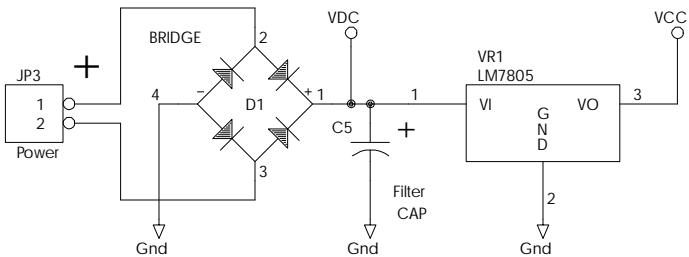 VDC
VCC
BRIDGE
2
VR1
JP3
+
LM7805
4
−
+
1
1
3
1
D1
VI
VO
2
C5
+
G
N
D
Power
3
Filter
2
CAP
Gnd
Gnd
Gnd